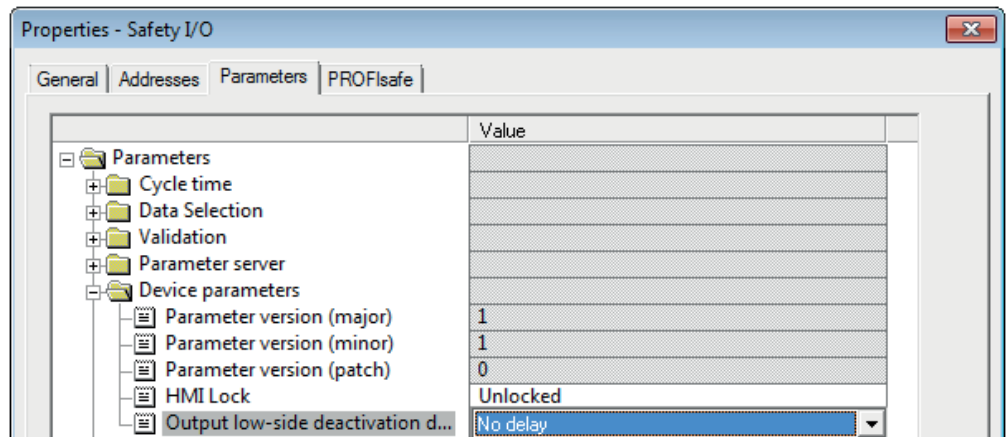 Properties - Safety I/O
General Addresses Parameters PROFIsafe
Value
Parameters
Cycle time
Data Selection
Validation
Parameter server
Device parameters
Parameter version (major) 1
Parameter version (minor) 1
Parameter version (patch) 0
HMI Lock Unlocked
Output low-side deactivation d... No delay